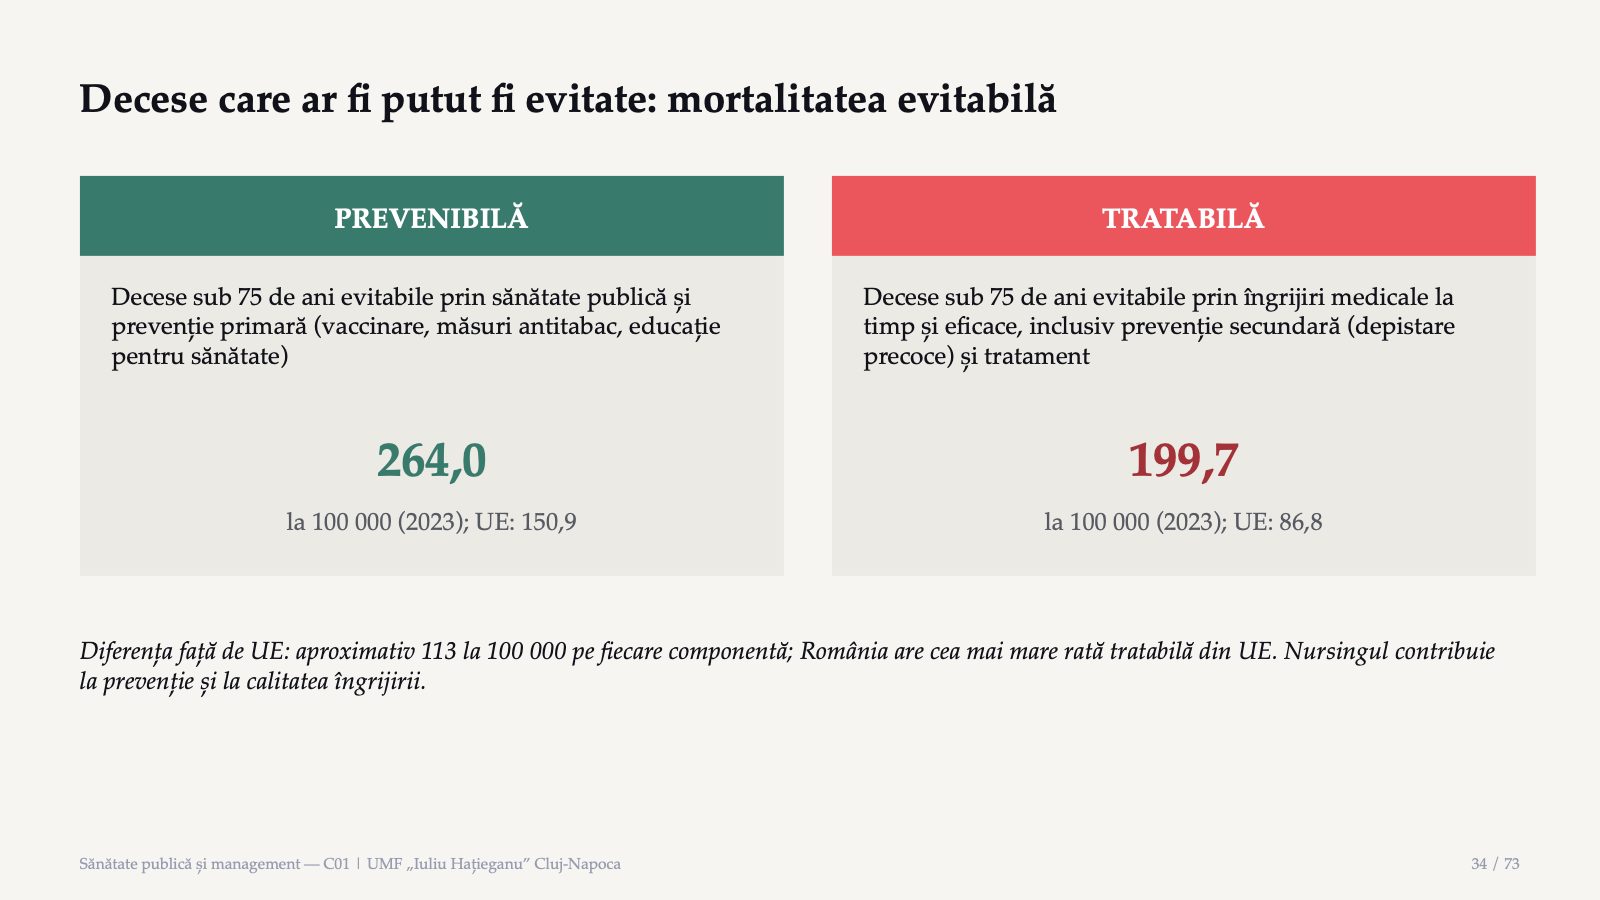 Decese care ar fi putut fi evitate: mortalitatea evitabilă
PREVENIBILĂ
Decese sub 75 de ani evitabile prin sănătate publică și
prevenție primară (vaccinare, măsuri antitabac, educație
pentru sănătate)
264,0
la 100 000 (2023); UE: 150,9
TRATABILĂ
Decese sub 75 de ani evitabile prin îngrijiri medicale la
timp și eficace, inclusiv prevenție secundară (depistare
precoce) și tratament
199,7
la 100 000 (2023); UE: 86,8
Diferența față de UE: aproximativ 113 la 100 000 pe fiecare componentă; România are cea mai mare rată tratabilă din UE. Nursingul contribuie
la prevenție și la calitatea îngrijirii.
Sănătate publică și management — C01 | UMF „Iuliu Hațieganu” Cluj-Napoca
34 / 73